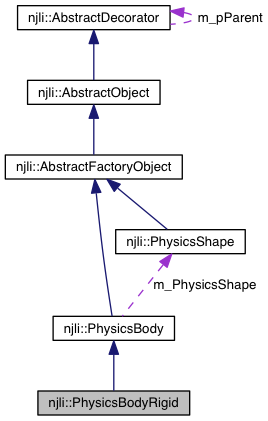 njli::AbstractDecorator
m_pParent
njli::AbstractObject
njli::AbstractFactoryObject
njli::PhysicsShape
m_PhysicsShape
njli::PhysicsBody
njli::PhysicsBodyRigid